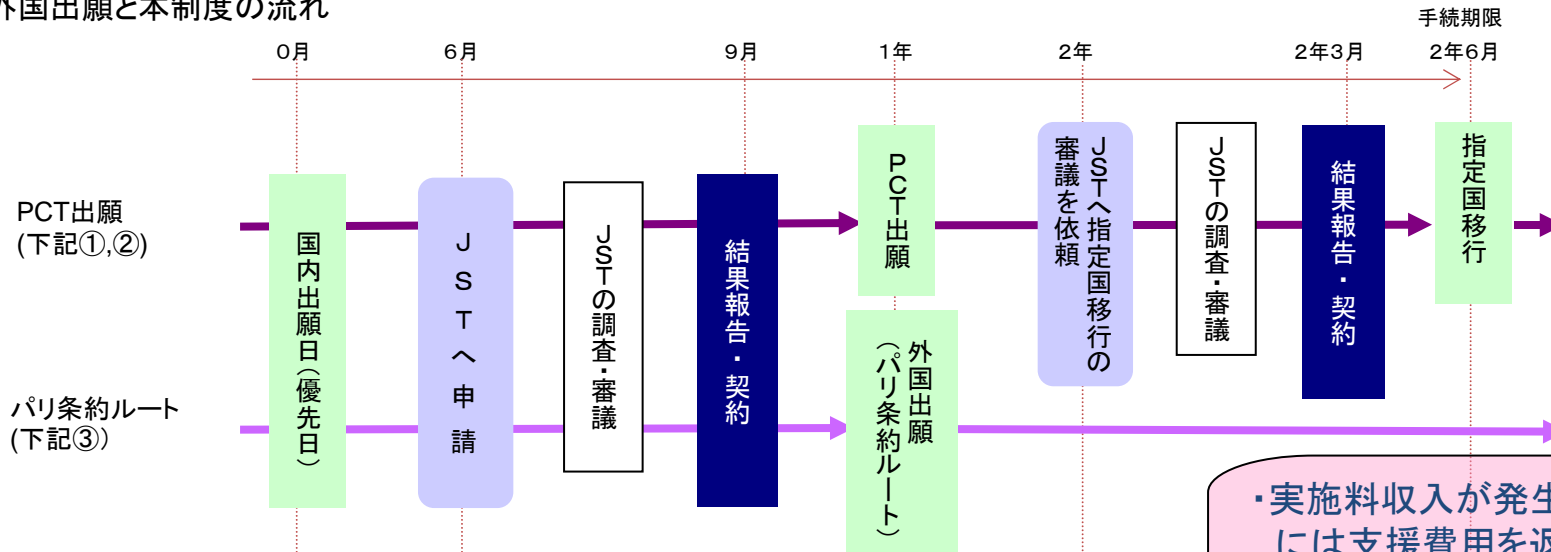 外国出願と本制度の流れ
手続期限
0月
6月
9月
1年
2年
2年3月
2年6月
PCT出願
(下記①,②)
パリ条約ルート
(下記③)
国内出願日(優先日)
JSTへ申請
JSTの調査・審議
結果報告・契約
PCT出願
外国出願
(パリ条約ルート)
JSTへ指定国移行の
審議を依頼
JSTの調査・審議
結果報告・契約
指定国移行
・実施料収入が発生
には支援費用を返